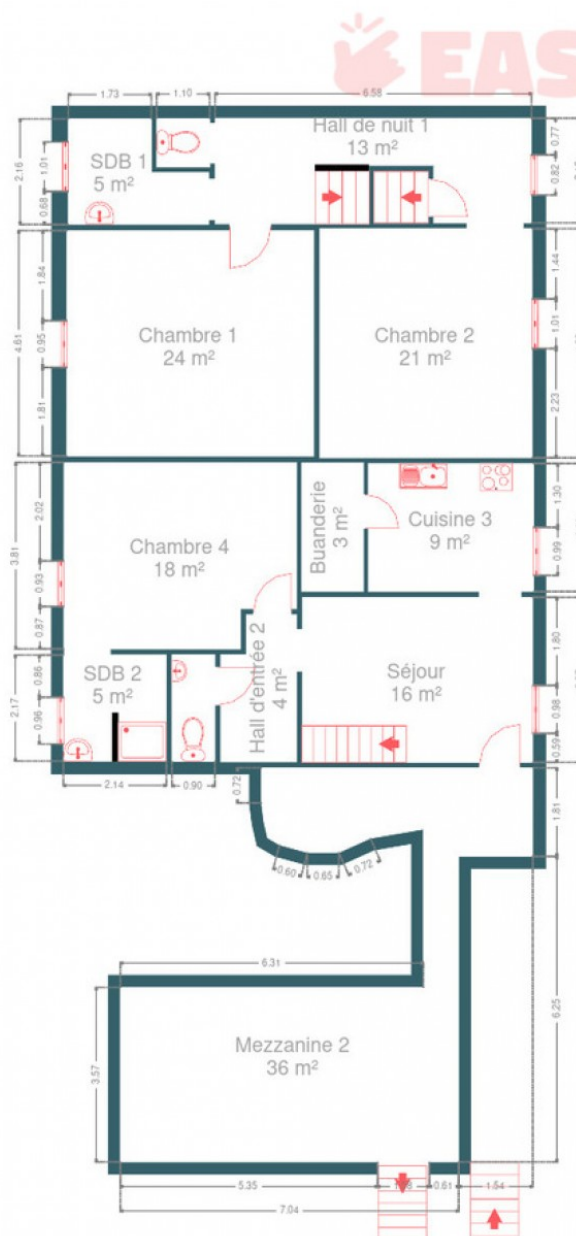 EAS
1.73
1.10
6.58
Hall de nuit 1
13 m²
SDB 1
5 m²
2.16
1.01
0.68
0.77
0.82
Chambre 1
24 m²
Chambre 2
21 m²
4.61
1.84
0.95
1.81
1.44
1.01
2.23
Chambre 4
18 m²
Buanderie
3 m²
Cuisine 3
9 m²
3.81
2.02
0.93
0.87
1.30
0.99
SDB 2
5 m²
Hall d'entrée 2
4 m²
Séjour
16 m²
2.17
0.86
0.96
1.80
0.98
0.59
2.14
0.90
0.72
0.60
0.65
0.72
1.81
6.31
Mezzanine 2
36 m²
3.57
6.25
5.35
0.61
1.54
7.04